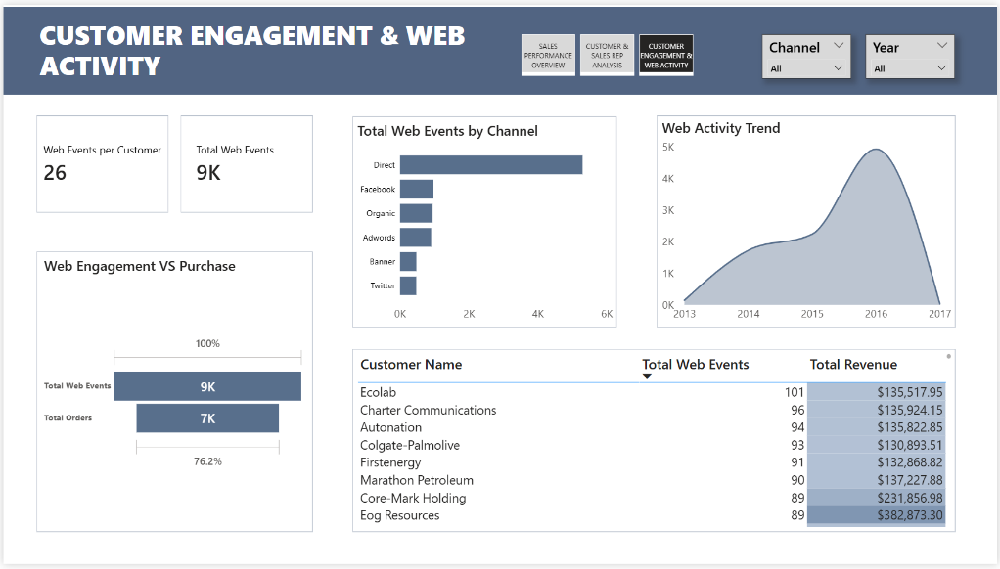 CUSTOMER ENGAGEMENT & WEB
ACTIVITY
SALES
PERFORMANCE
OVERVIEW
CUSTOMER &
SALES REP
ANALYSIS
CUSTOMER
ENGAGEMENT &
WEB ACTIVITY
Channel
All
Year
All
Web Events per Customer
26
Total Web Events
9K
Total Web Events by Channel
Direct
Facebook
Organic
Adwords
Banner
Twitter
0K 2K 4K 6K
Web Activity Trend
5K
4K
3K
2K
1K
0K
2013 2014 2015 2016 2017
Web Engagement VS Purchase
100%
Total Web Events 9K
Total Orders 7K
76.2%
Customer Name Total Web Events Total Revenue
Ecolab 101 $135,517.95
Charter Communications 96 $135,924.15
Autonation 94 $135,822.85
Colgate-Palmolive 93 $130,893.51
Firstenergy 91 $132,868.82
Marathon Petroleum 90 $137,227.88
Core-Mark Holding 89 $231,856.98
Eog Resources 89 $382,873.30